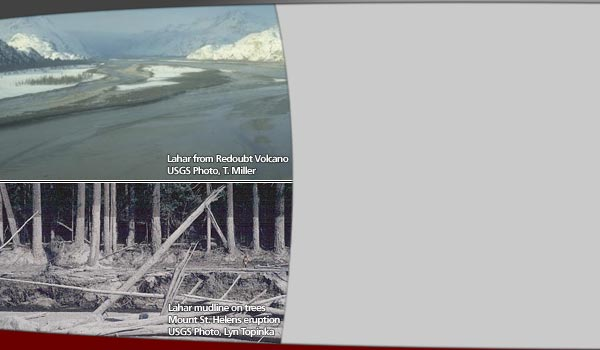 Lahar from Redoubt Volcano
USGS Photo, T. Miller
Lahar mudline on trees
Mount St. Helens eruption
USGS Photo, Lyn Topinka